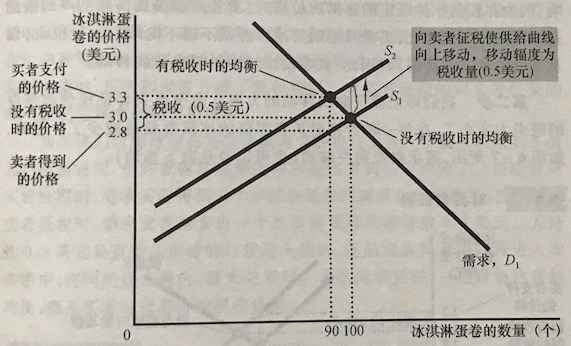 冰淇淋蛋
卷的价格
(美元)
买者支付
的价格
没有税收
时的价格
卖者得到
的价格
3.3
3.0
2.8
税收（0.5美元）
有税收时的均衡
S2
S1
向卖者征税使供给曲线
向上移动，移动辐度为
税收量(0.5美元)
没有税收时的均衡
需求，D1
0
90 100
冰淇淋蛋卷的数量（个）